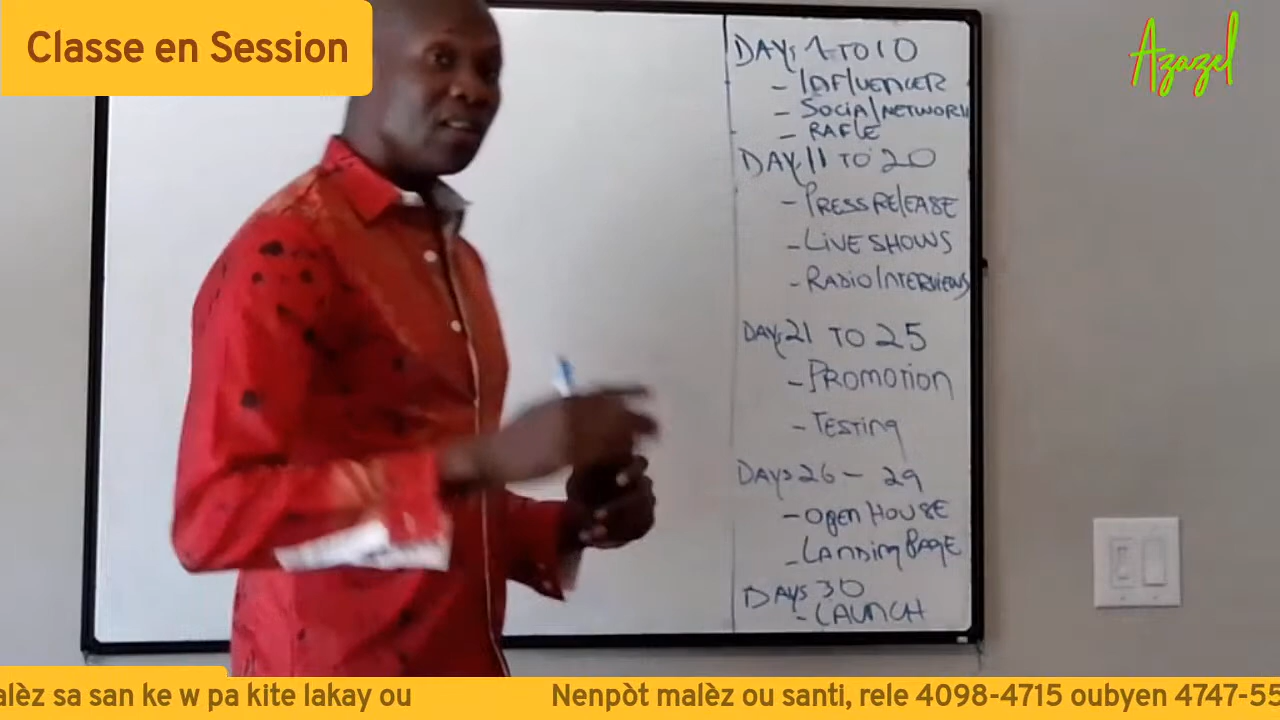 Classe en Session
Azazel
DAYS 1 TO 10
- INFLUENCER
- SOCIAL NETWORK
- RAFLE
DAY 11 TO 20
- PRESS RELEASE
- LIVE SHOWS
- RADIO INTERVIEWS
DAYS 21 TO 25
- PROMOTION
- TESTING
DAYS 26 - 29
- OPEN HOUSE
- LANDING PAGE
DAYS 30
- LAUNCH
alèz sa san ke w pa kite lakay ou Nenpòt malèz ou santi, rele 4098-4715 oubyen 4747-55